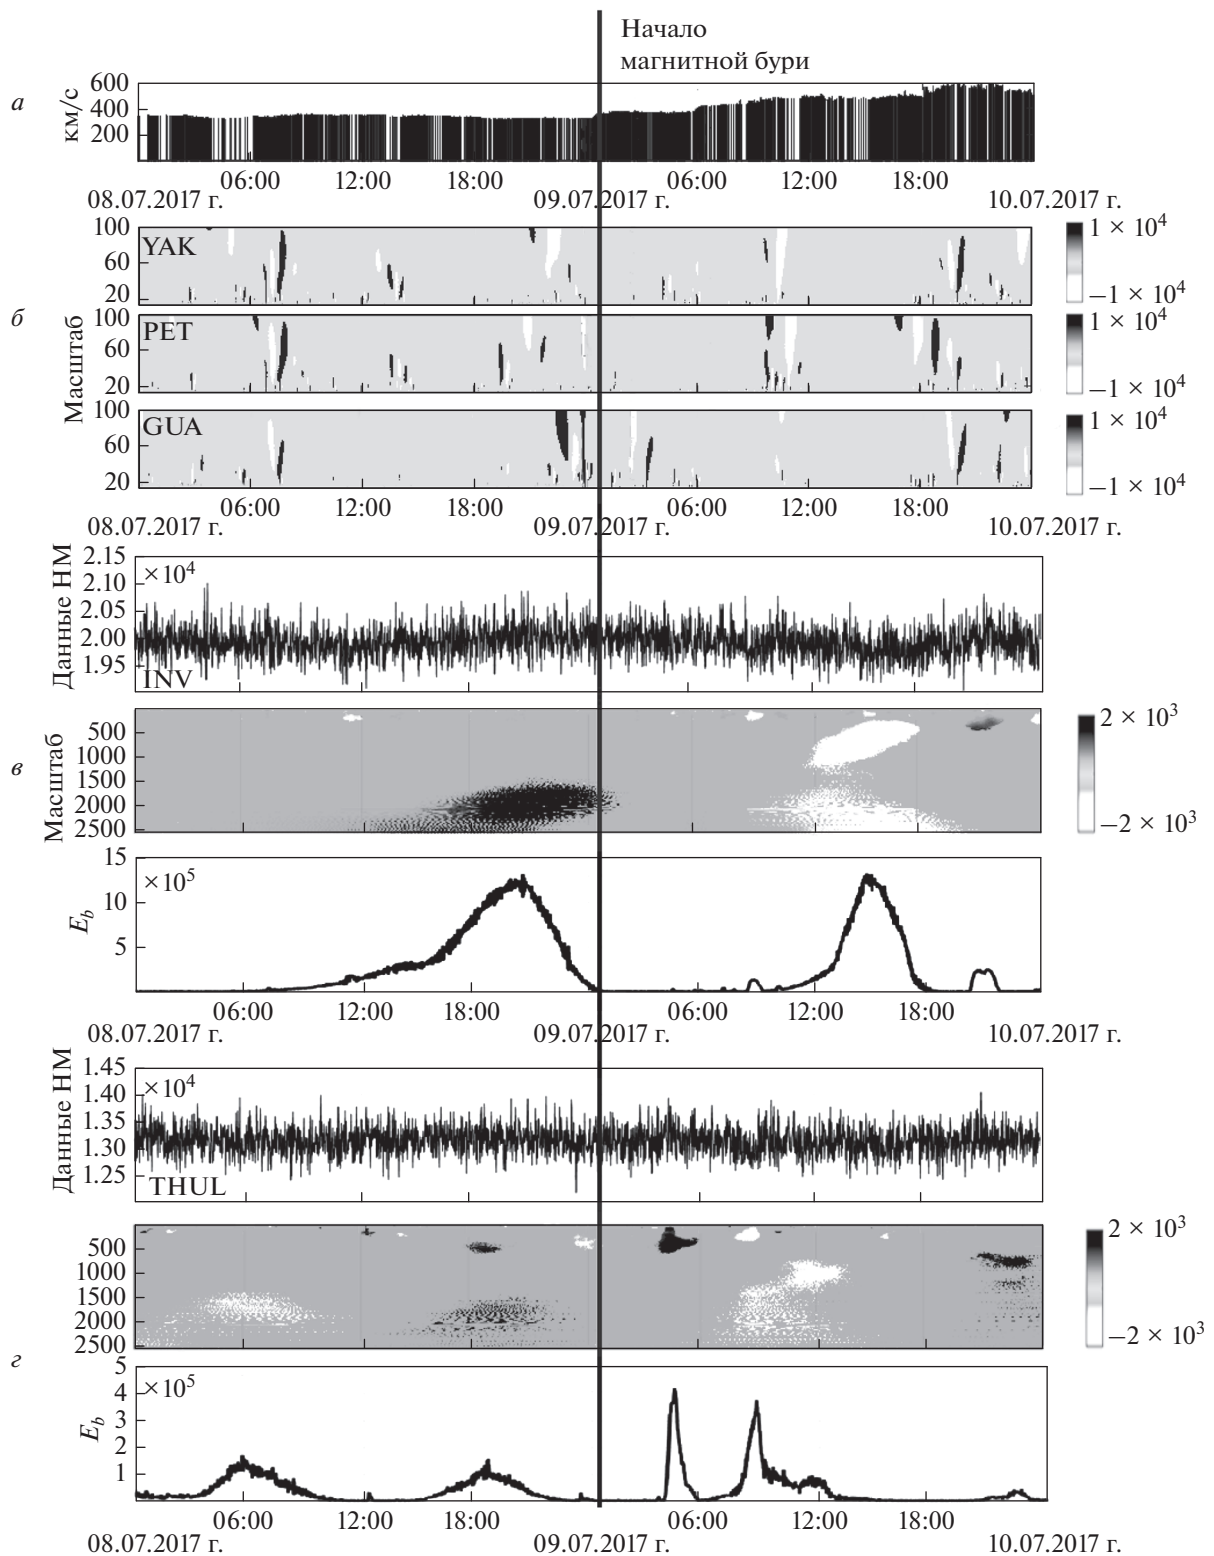 Начало
магнитной бури
а
км/с
600
400
200
06:00 12:00 18:00 06:00 12:00 18:00
08.07.2017 г. 09.07.2017 г. 10.07.2017 г.
б
Масштаб
100
60
20
YAK
1 × 10⁴
–1 × 10⁴
100
60
20
PET
1 × 10⁴
–1 × 10⁴
100
60
20
GUA
1 × 10⁴
–1 × 10⁴
06:00 12:00 18:00 06:00 12:00 18:00
08.07.2017 г. 09.07.2017 г. 10.07.2017 г.
в
Данные НМ
2.15
2.10
2.05
2.00
1.95
×10⁴
INV
Масштаб
500
1000
1500
2000
2500
2 × 10³
–2 × 10³
E_b
15
10
5
×10⁵
06:00 12:00 18:00 06:00 12:00 18:00
08.07.2017 г. 09.07.2017 г. 10.07.2017 г.
г
Данные НМ
1.45
1.40
1.35
1.30
1.25
×10⁴
THUL
500
1000
1500
2000
2500
2 × 10³
–2 × 10³
E_b
5
4
3
2
1
×10⁵
06:00 12:00 18:00 06:00 12:00 18:00
08.07.2017 г. 09.07.2017 г. 10.07.2017 г.